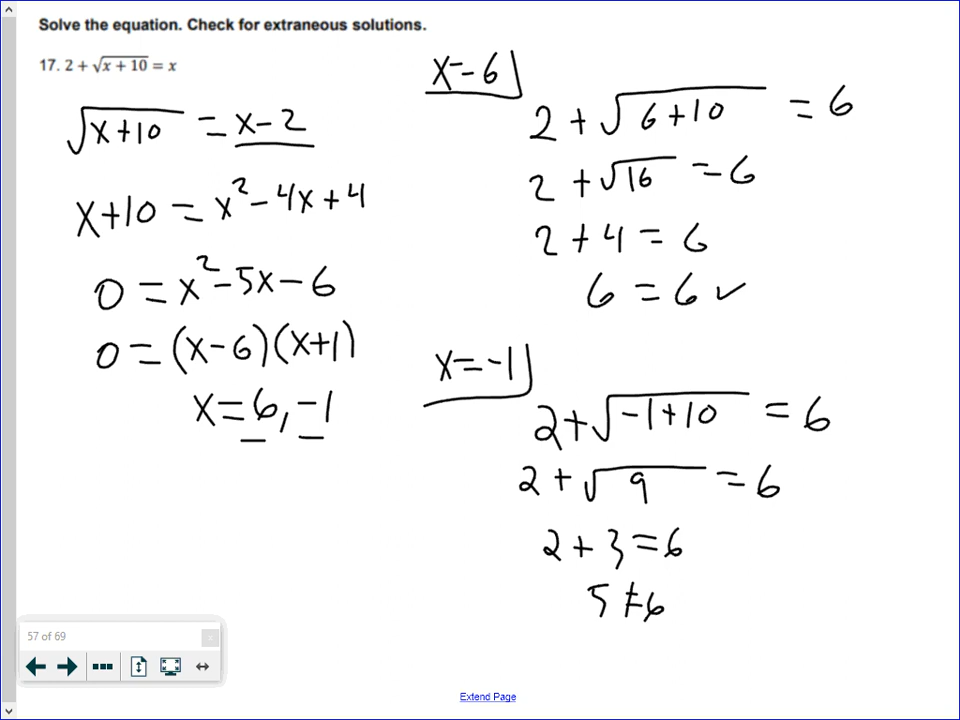 Solve the equation. Check for extraneous solutions.
17. 2 + √x + 10 = x
√x+10 = x-2
x+10 = x²-4x+4
0 = x²-5x-6
0 = (x-6)(x+1)
x=6, -1
x=6
2+√6+10 = 6
2+√16 = 6
2+4 = 6
6 = 6 ✓
x=-1
2+√-1+10 = 6
2+√9 = 6
2+3=6
5≠6
57 of 69
Extend Page